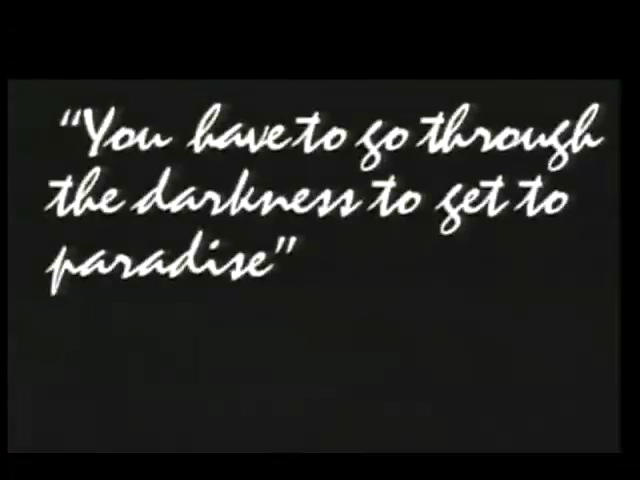 “You have to go through
the darkness to get to
paradise”